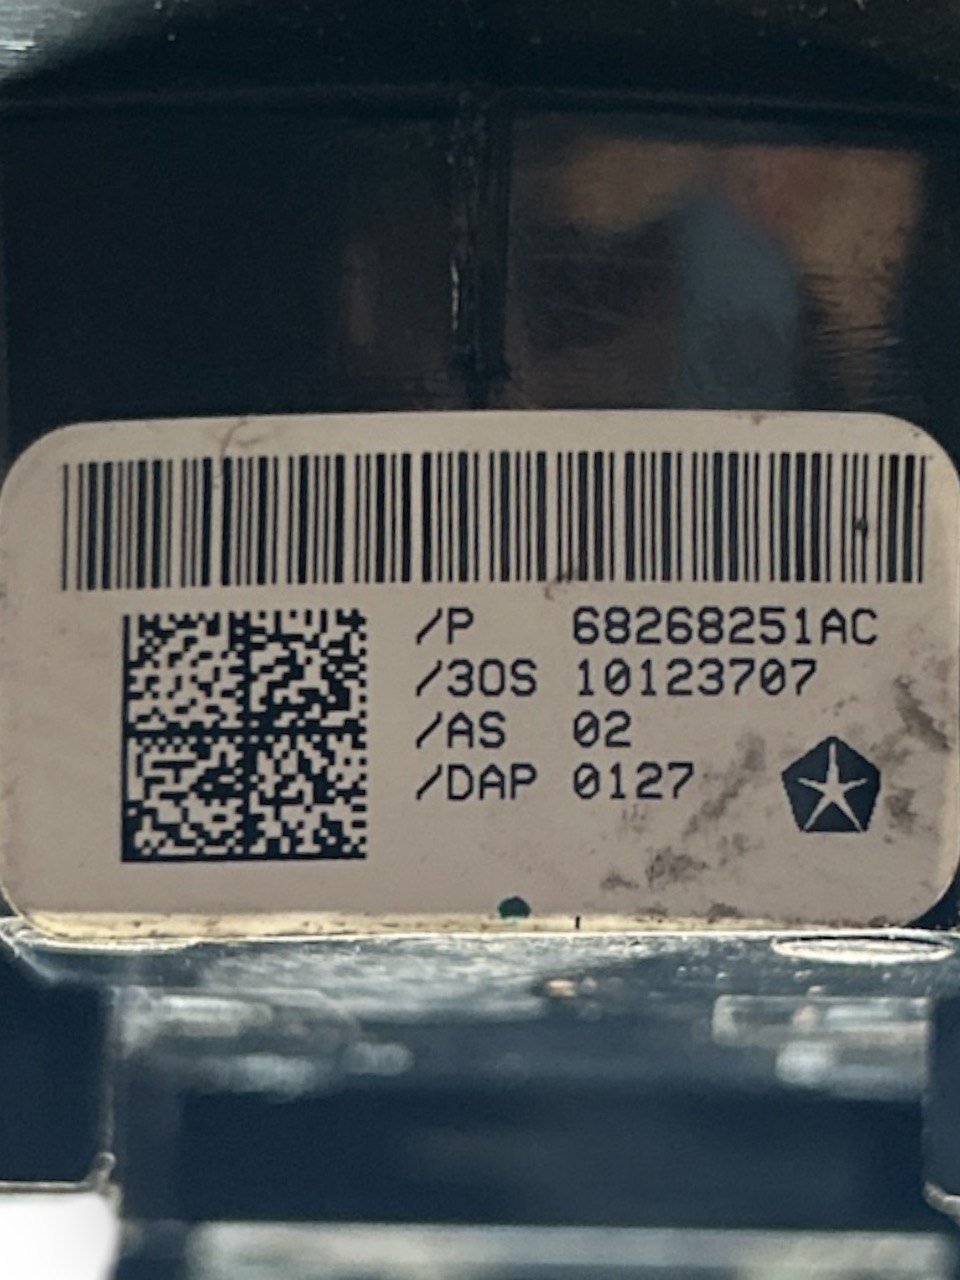 /P 68268251AC
/3OS 10123707
/AS 02
/DAP 0127